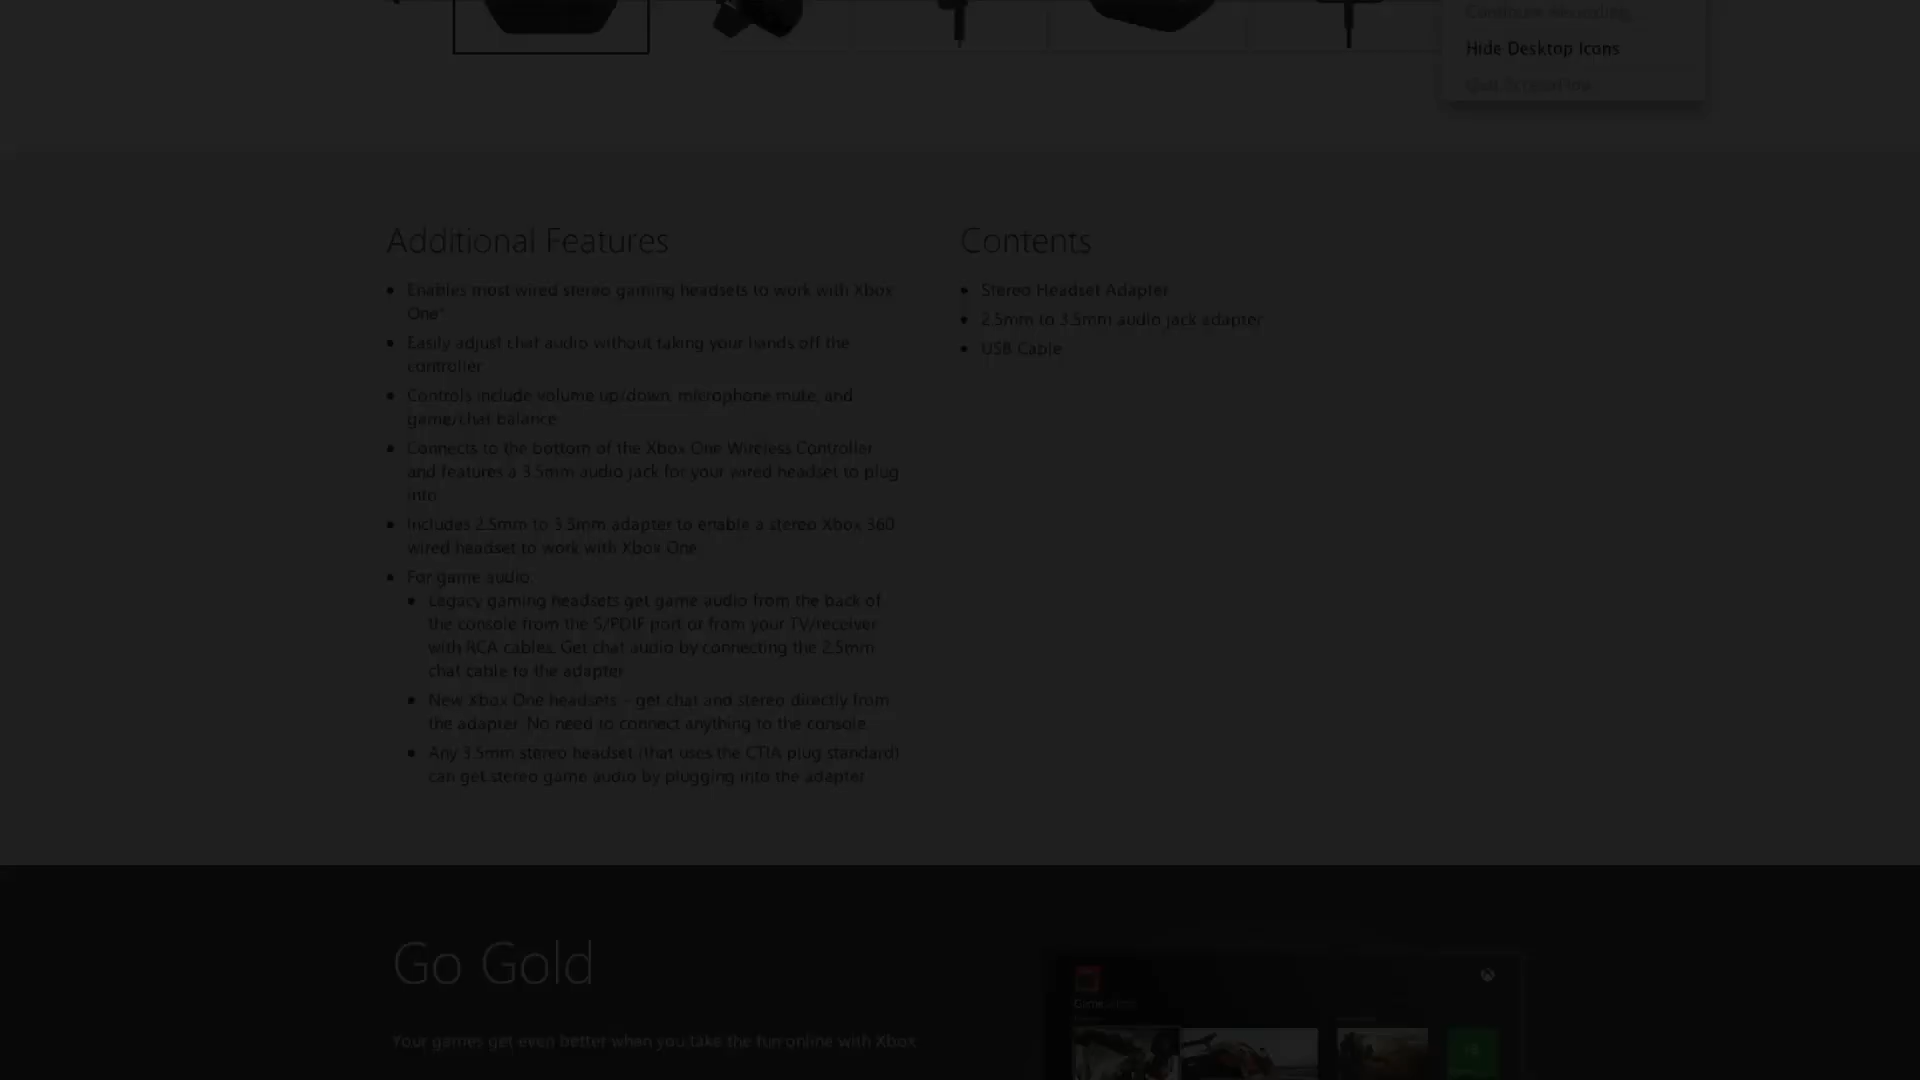 Continue Recording...
Hide Desktop Icons
Additional Features
Enables most wired stereo gaming headsets to work with Xbox
One*
Easily adjust chat audio without taking your hands off the
controller
Controls include volume up/down, microphone mute, and
game/chat balance
Connects to the bottom of the Xbox One Wireless Controller
and features a 3.5mm audio jack for your wired headset to plug
into
Includes 2.5mm to 3.5mm adapter to enable a stereo Xbox 360
wired headset to work with Xbox One
For game audio:
Legacy gaming headsets get game audio from the back of
the console from the S/PDIF port or from your TV/receiver
with RCA cables. Get chat audio by connecting the 2.5mm
chat cable to the adapter
New Xbox One headsets - get chat and stereo directly from
the adapter. No need to connect anything to the console
Any 3.5mm stereo headset (that uses the CTIA plug standard)
can get stereo game audio by plugging into the adapter
Contents
Stereo Headset Adapter
2.5mm to 3.5mm audio jack adapter
USB Cable
Go Gold
Your games get even better when you take the fun online with Xbox